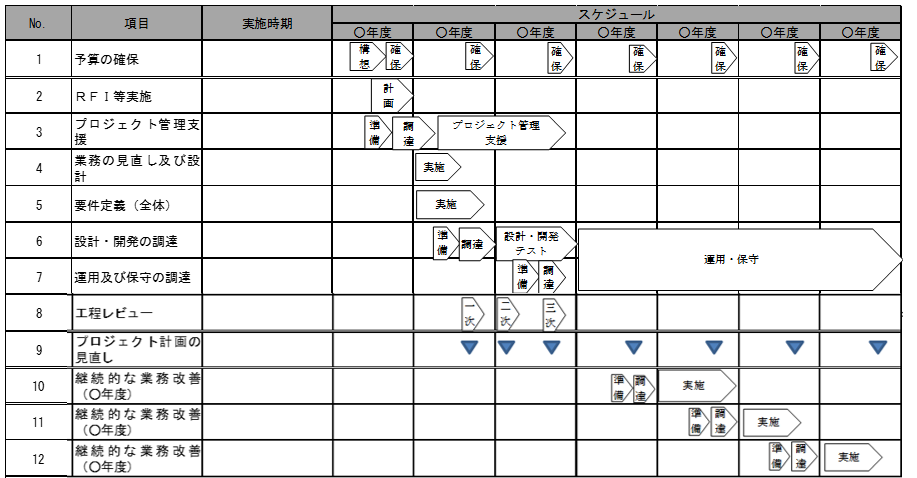 No. 項目 実施時期 スケジュール
〇年度 〇年度 〇年度 〇年度 〇年度 〇年度 〇年度
1 予算の確保 構想 確保 確保 確保 確保 確保 確保 確保
2 ＲＦＩ等実施 計画
3 プロジェクト管理支援 準備 調達 プロジェクト管理支援
4 業務の見直し及び設計 実施
5 要件定義（全体） 実施
6 設計・開発の調達 準備 調達 設計・開発 テスト 運用・保守
7 運用及び保守の調達 準備 調達
8 工程レビュー 一次 二次 三次
9 プロジェクト計画の見直し
10 継続的な業務改善（〇年度） 準備 調達 実施
11 継続的な業務改善（〇年度） 準備 調達 実施
12 継続的な業務改善（〇年度） 準備 調達 実施